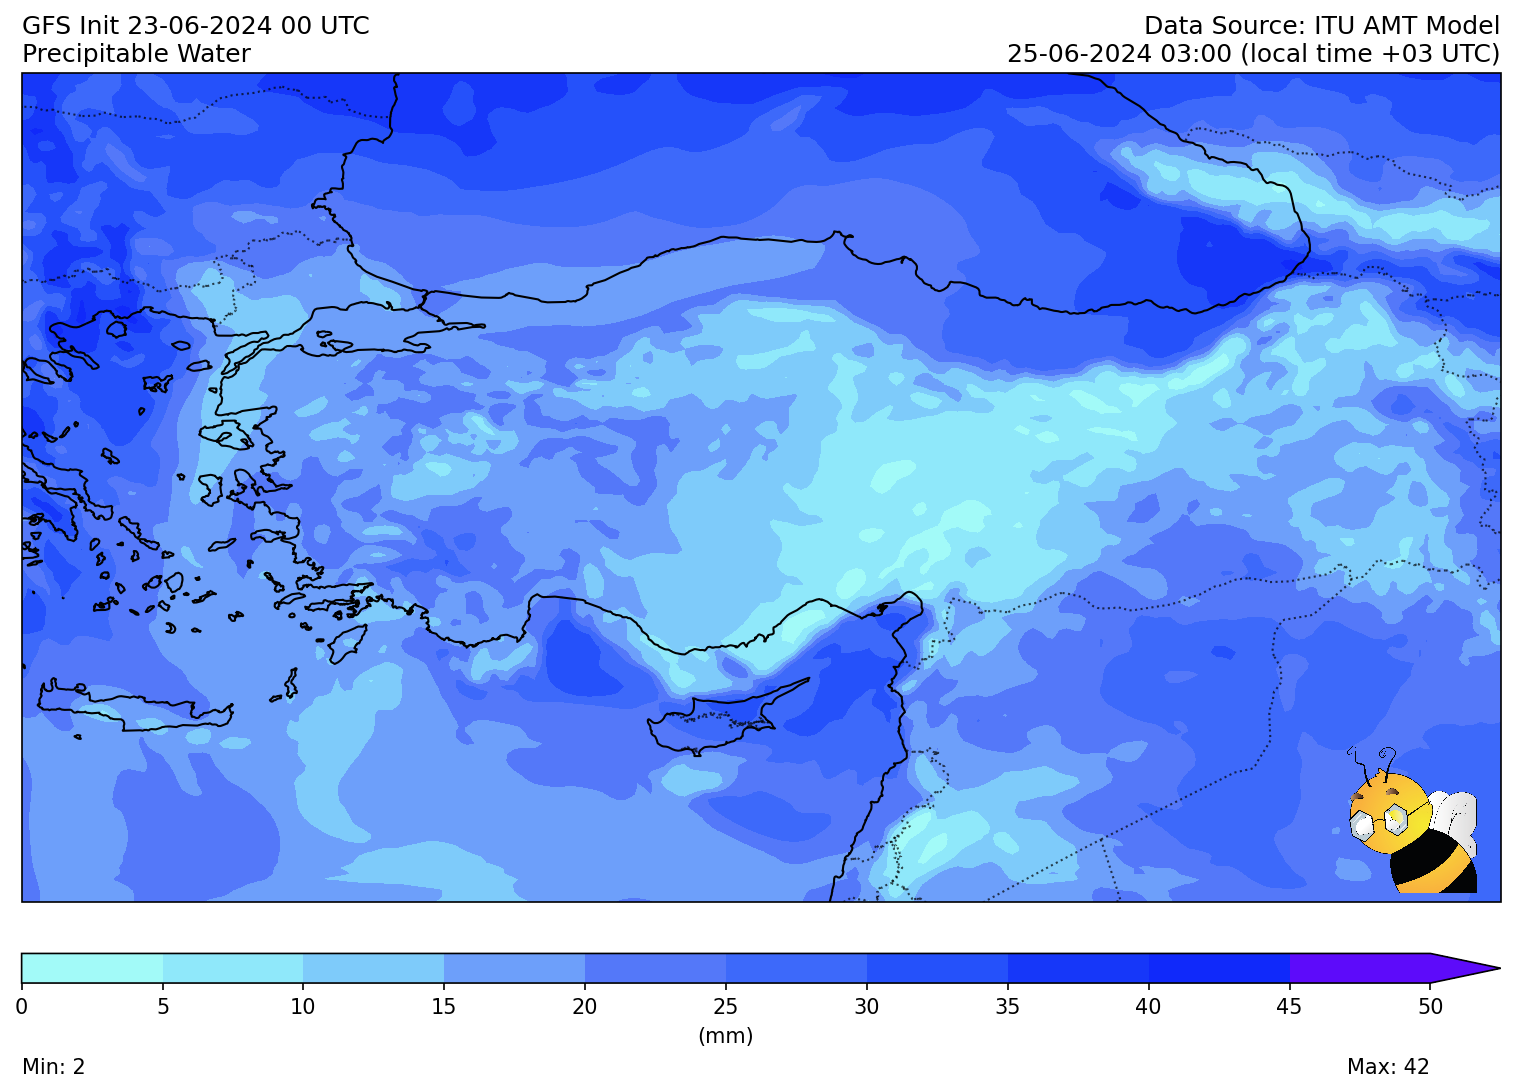 GFS Init 23-06-2024 00 UTC
Data Source: ITU AMT Model
Precipitable Water
25-06-2024 03:00 (local time +03 UTC)
0 5 10 15 20 25 30 35 40 45 50
(mm)
Min: 2
Max: 42